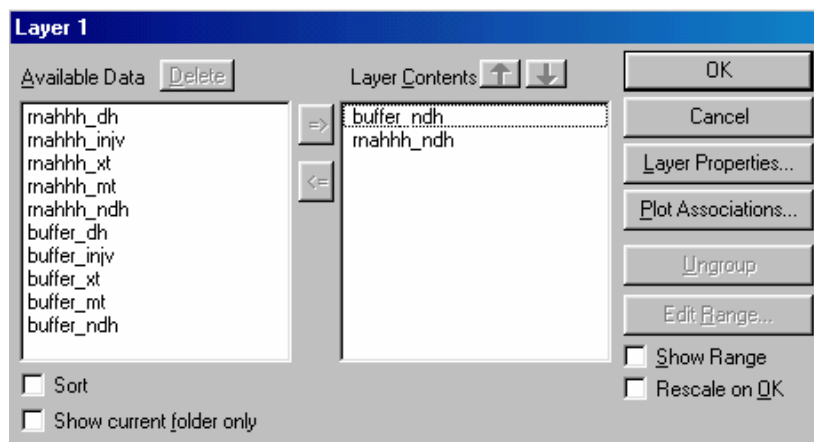 Layer 1
Available Data Delete
Layer Contents
rnahhh_dh
rnahhh_injv
rnahhh_xt
rnahhh_mt
rnahhh_ndh
buffer_dh
buffer_injv
buffer_xt
buffer_mt
buffer_ndh
=>
<=
buffer_ndh
rnahhh_ndh
OK
Cancel
Layer Properties...
Plot Associations...
Ungroup
Edit Range...
Show Range
Rescale on OK
Sort
Show current folder only